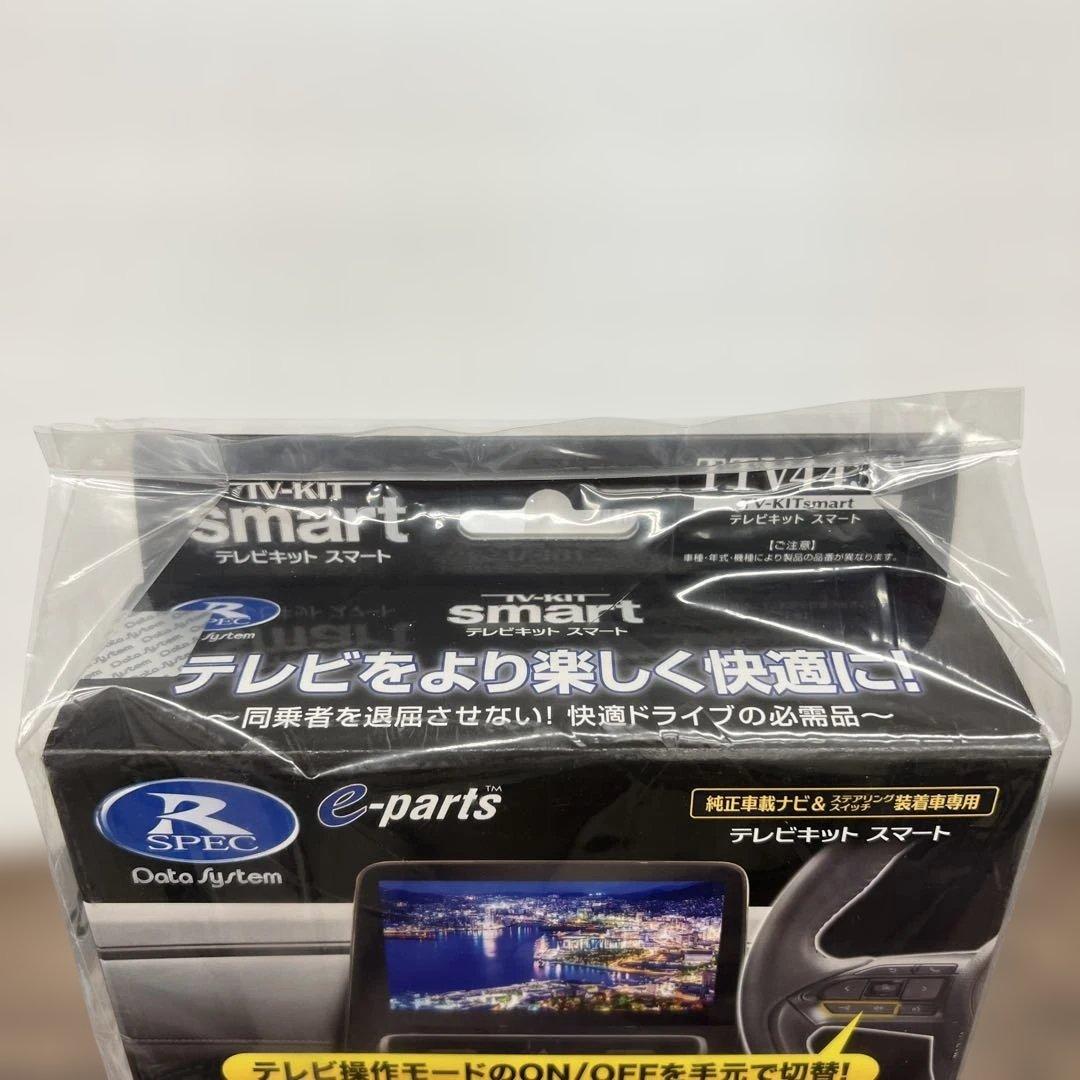 TV-KIT
smart
テレビキット スマート
TV-KITsmart
テレビキット スマート
【ご注意】
車種・年式・機種により製品の品番が異なります。
R
SPEC
Data System
TV-KIT
smart
テレビキット スマート
テレビをより楽しく快適に!
～同乗者を退屈させない! 快適ドライブの必需品～
R
SPEC
Data System
e-parts™
純正車載ナビ&ステアリングスイッチ装着車専用
テレビキット スマート
テレビ操作モードのON/OFFを手元で切替!